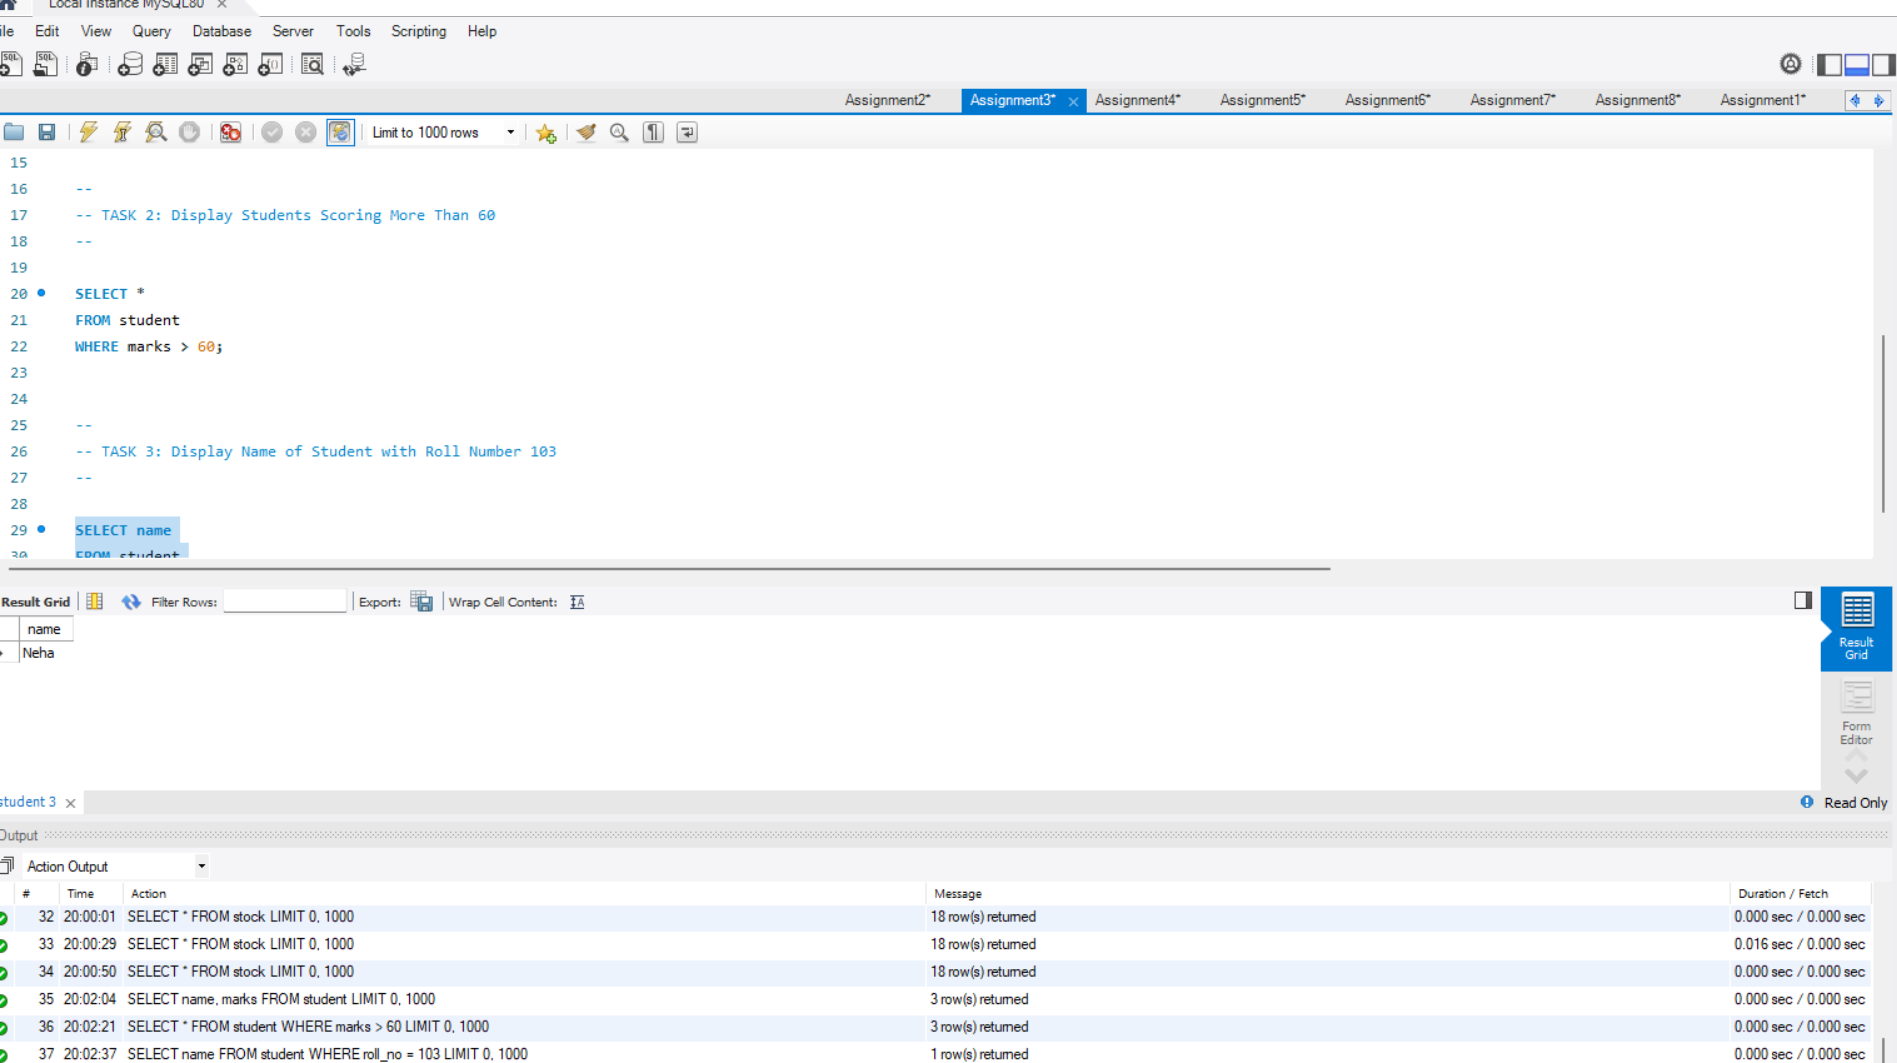 Local instance MySQL80
File Edit View Query Database Server Tools Scripting Help
Assignment2* Assignment3* Assignment4* Assignment5* Assignment6* Assignment7* Assignment8* Assignment1*
Limit to 1000 rows
15
16 --
17 -- TASK 2: Display Students Scoring More Than 60
18 --
19
20 SELECT *
21 FROM student
22 WHERE marks > 60;
23
24
25 --
26 -- TASK 3: Display Name of Student with Roll Number 103
27 --
28
29 SELECT name
30 FROM student
Result Grid Filter Rows: Export: Wrap Cell Content:
name
Neha
Result Grid
Form Editor
student 3 Read Only
Output
Action Output
# Time Action Message Duration / Fetch
32 20:00:01 SELECT * FROM stock LIMIT 0, 1000 18 row(s) returned 0.000 sec / 0.000 sec
33 20:00:29 SELECT * FROM stock LIMIT 0, 1000 18 row(s) returned 0.016 sec / 0.000 sec
34 20:00:50 SELECT * FROM stock LIMIT 0, 1000 18 row(s) returned 0.000 sec / 0.000 sec
35 20:02:04 SELECT name, marks FROM student LIMIT 0, 1000 3 row(s) returned 0.000 sec / 0.000 sec
36 20:02:21 SELECT * FROM student WHERE marks > 60 LIMIT 0, 1000 3 row(s) returned 0.000 sec / 0.000 sec
37 20:02:37 SELECT name FROM student WHERE roll_no = 103 LIMIT 0, 1000 1 row(s) returned 0.000 sec / 0.000 sec